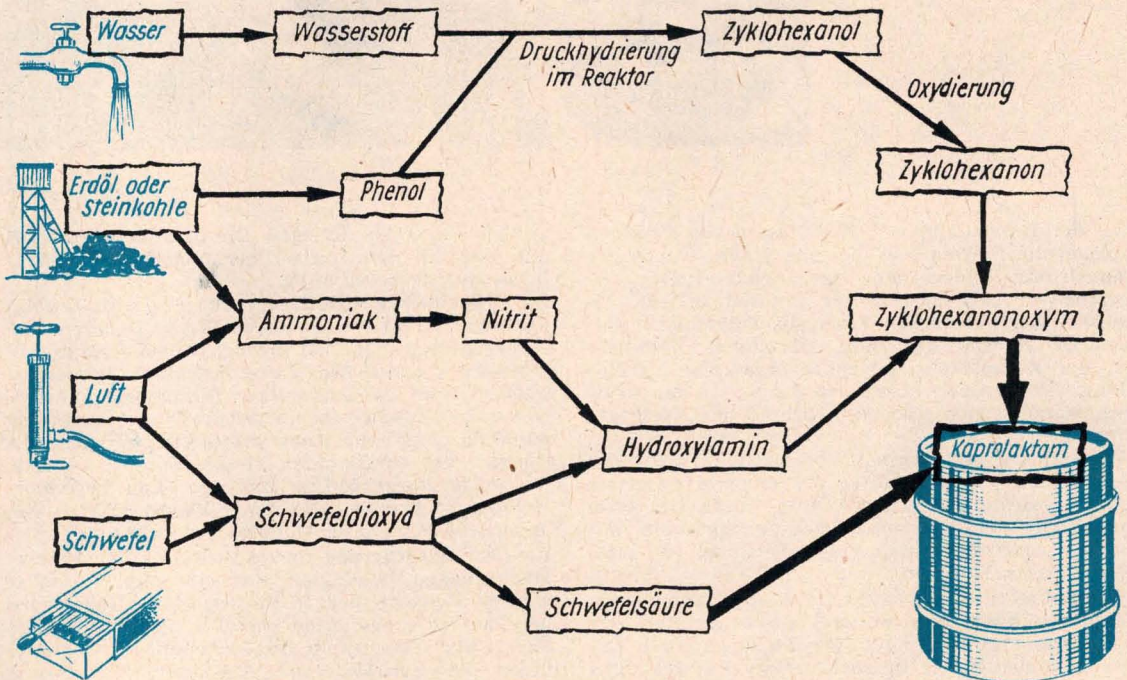 Wasser
Wasserstoff
Druckhydrierung
im Reaktor
Zyklohexanol
Oxydierung
Erdöl oder
Steinkohle
Phenol
Zyklohexanon
Ammoniak
Nitrit
Zyklohexanonoxym
Luft
Hydroxylamin
Kaprolaktam
Schwefel
Schwefeldioxyd
Schwefelsäure